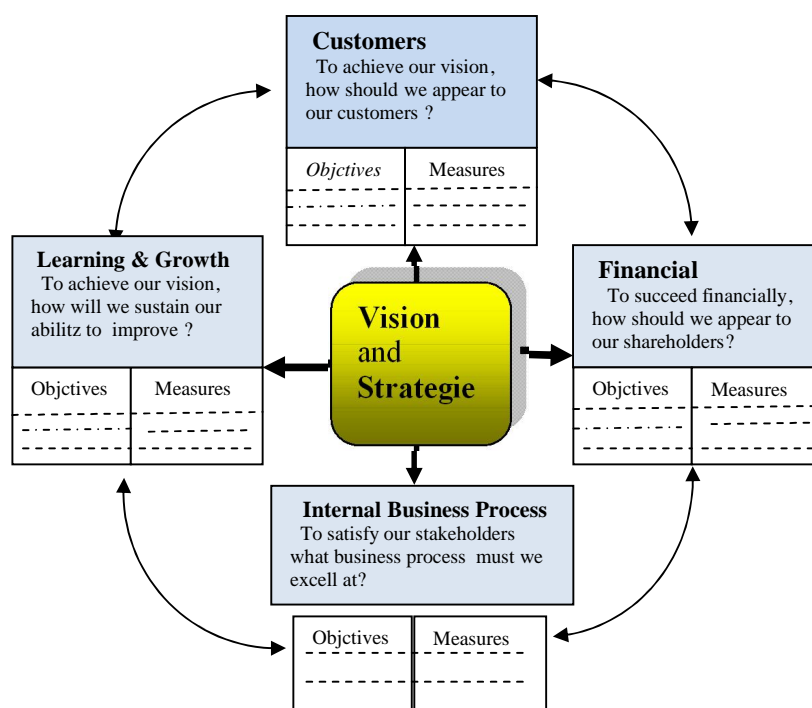 Customers
To achieve our vision,
how should we appear to
our customers ?
Objctives Measures
Learning & Growth
To achieve our vision,
how will we sustain our
abilitz to improve ?
Objctives Measures
Vision
and
Strategie
Financial
To succeed financially,
how should we appear to
our shareholders?
Objctives Measures
Internal Business Process
To satisfy our stakeholders
what business process must we
excell at?
Objctives Measures